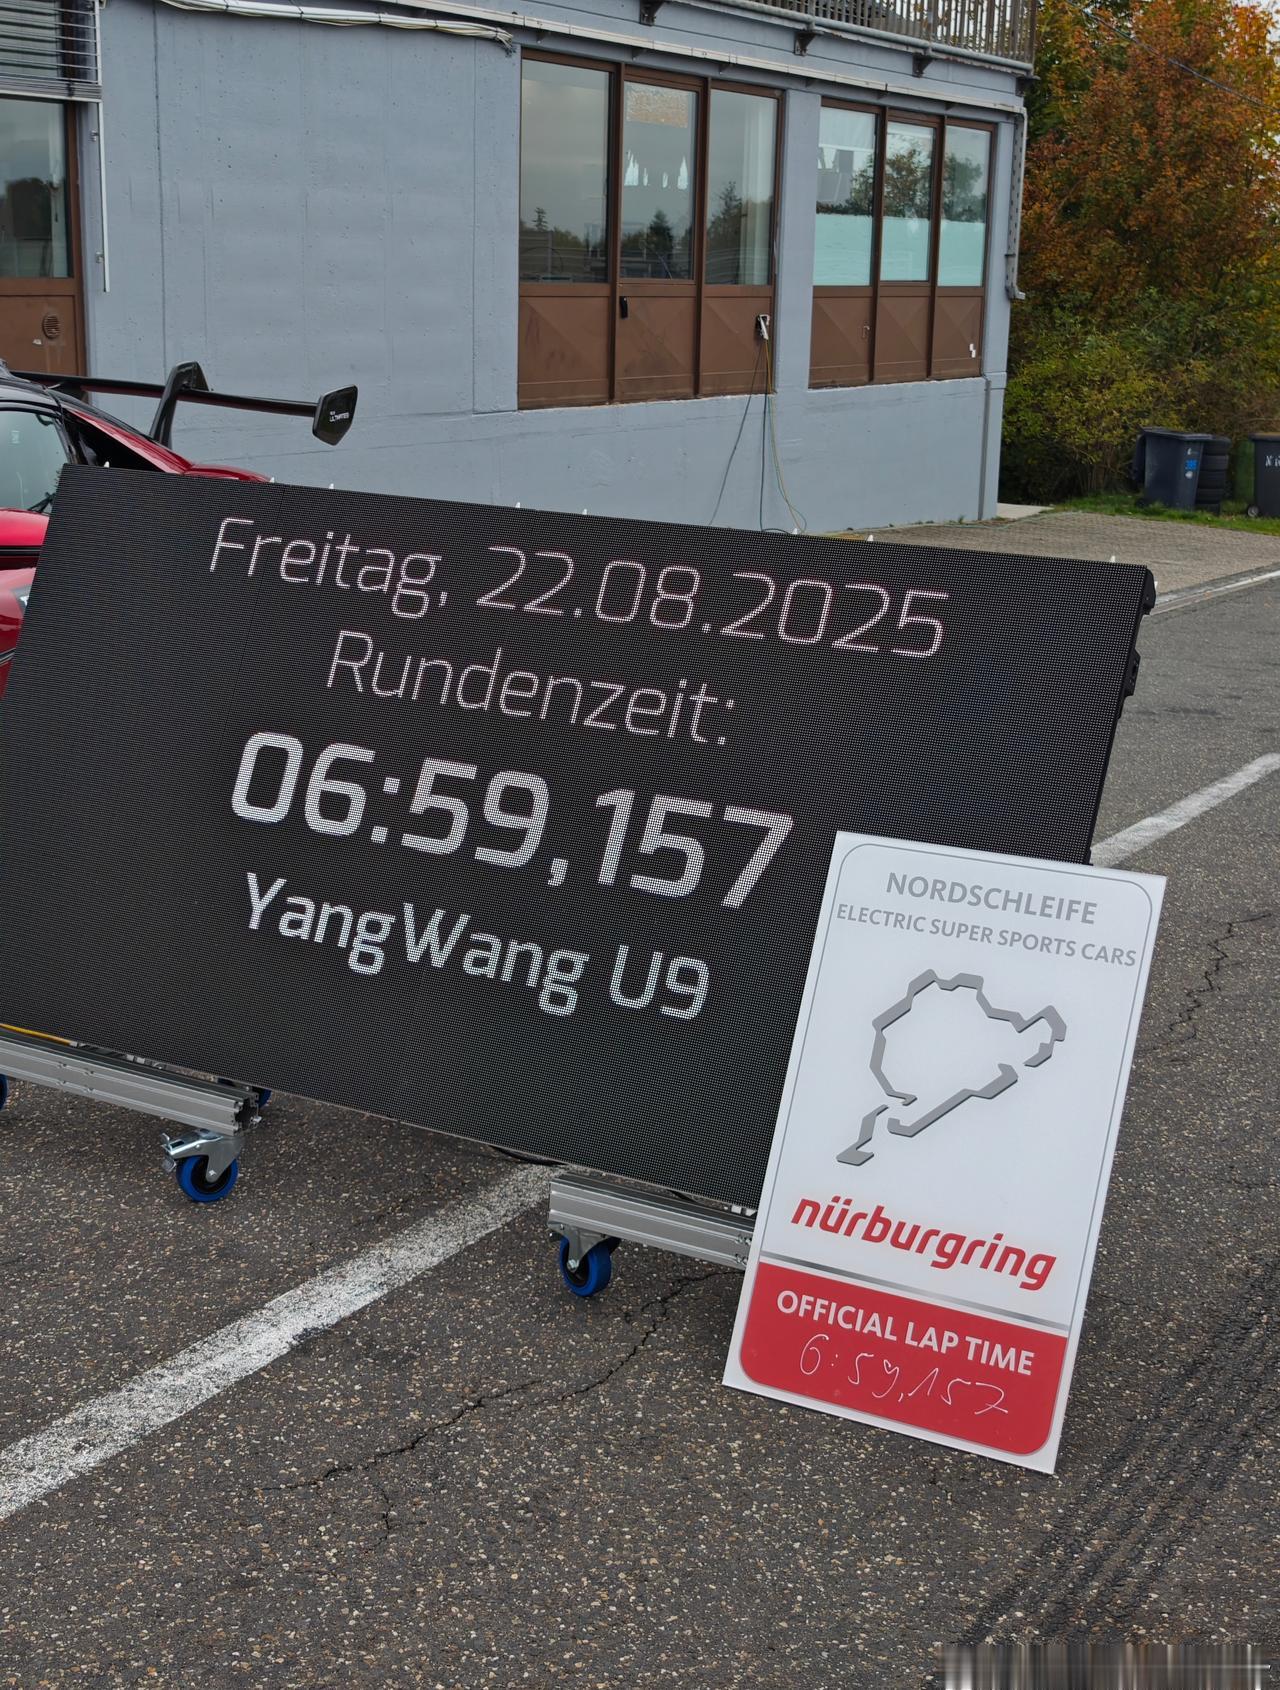 Freitag, 22.08.2025
Rundenzeit:
06:59,157
YangWang U9
NORDSCHLEIFE
ELECTRIC SUPER SPORTS CARS
nürburgring
OFFICIAL LAP TIME
6:59,157